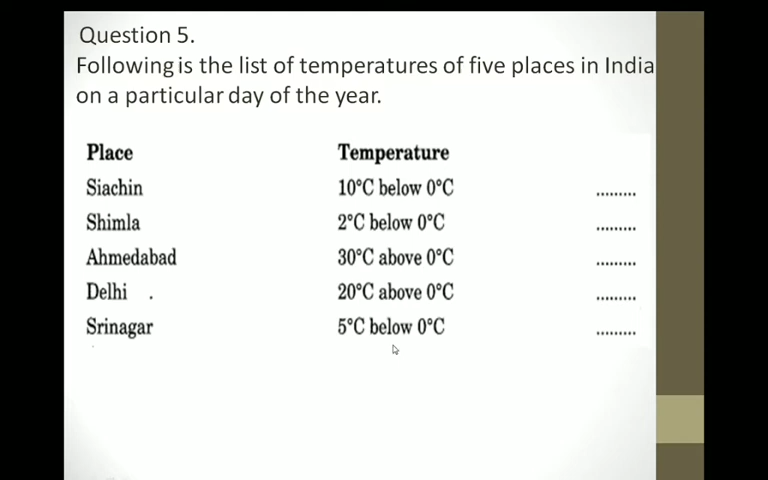 Question 5.
Following is the list of temperatures of five places in India
on a particular day of the year.
Place Temperature
Siachin 10°C below 0°C .........
Shimla 2°C below 0°C .........
Ahmedabad 30°C above 0°C .........
Delhi . 20°C above 0°C .........
Srinagar 5°C below 0°C .........